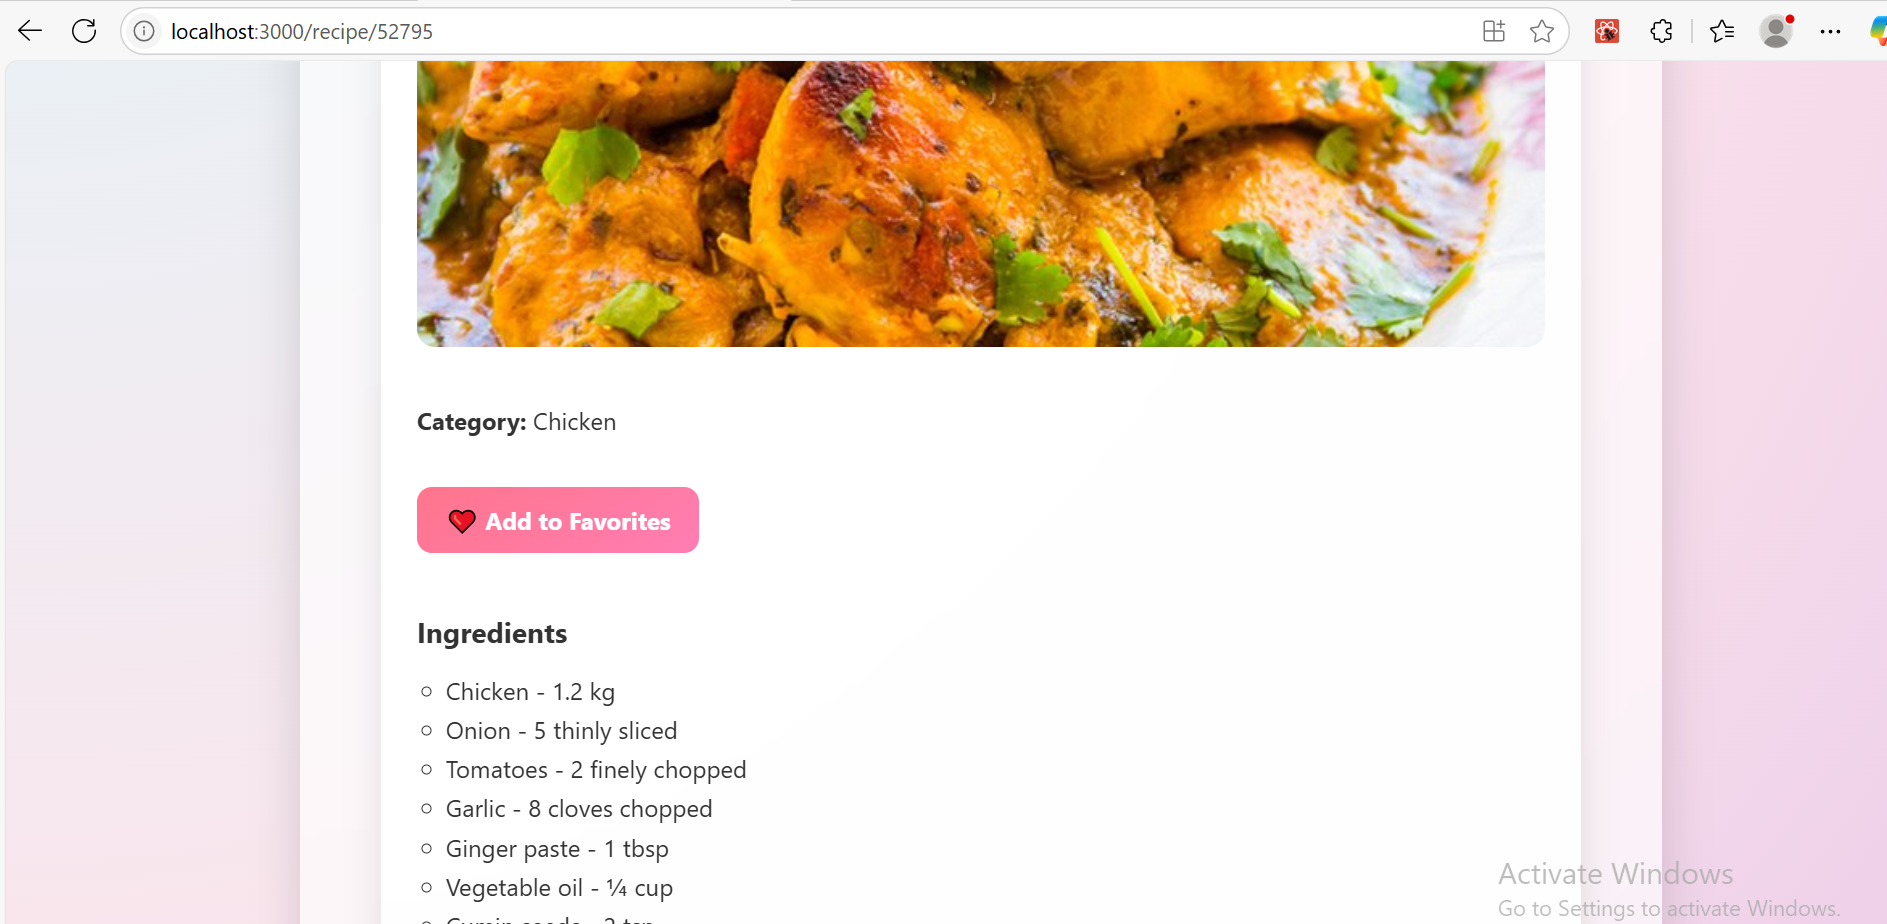 localhost:3000/recipe/52795
Category: Chicken
Add to Favorites
Ingredients
Chicken - 1.2 kg
Onion - 5 thinly sliced
Tomatoes - 2 finely chopped
Garlic - 8 cloves chopped
Ginger paste - 1 tbsp
Vegetable oil - ¼ cup
Activate Windows
Go to Settings to activate Windows.